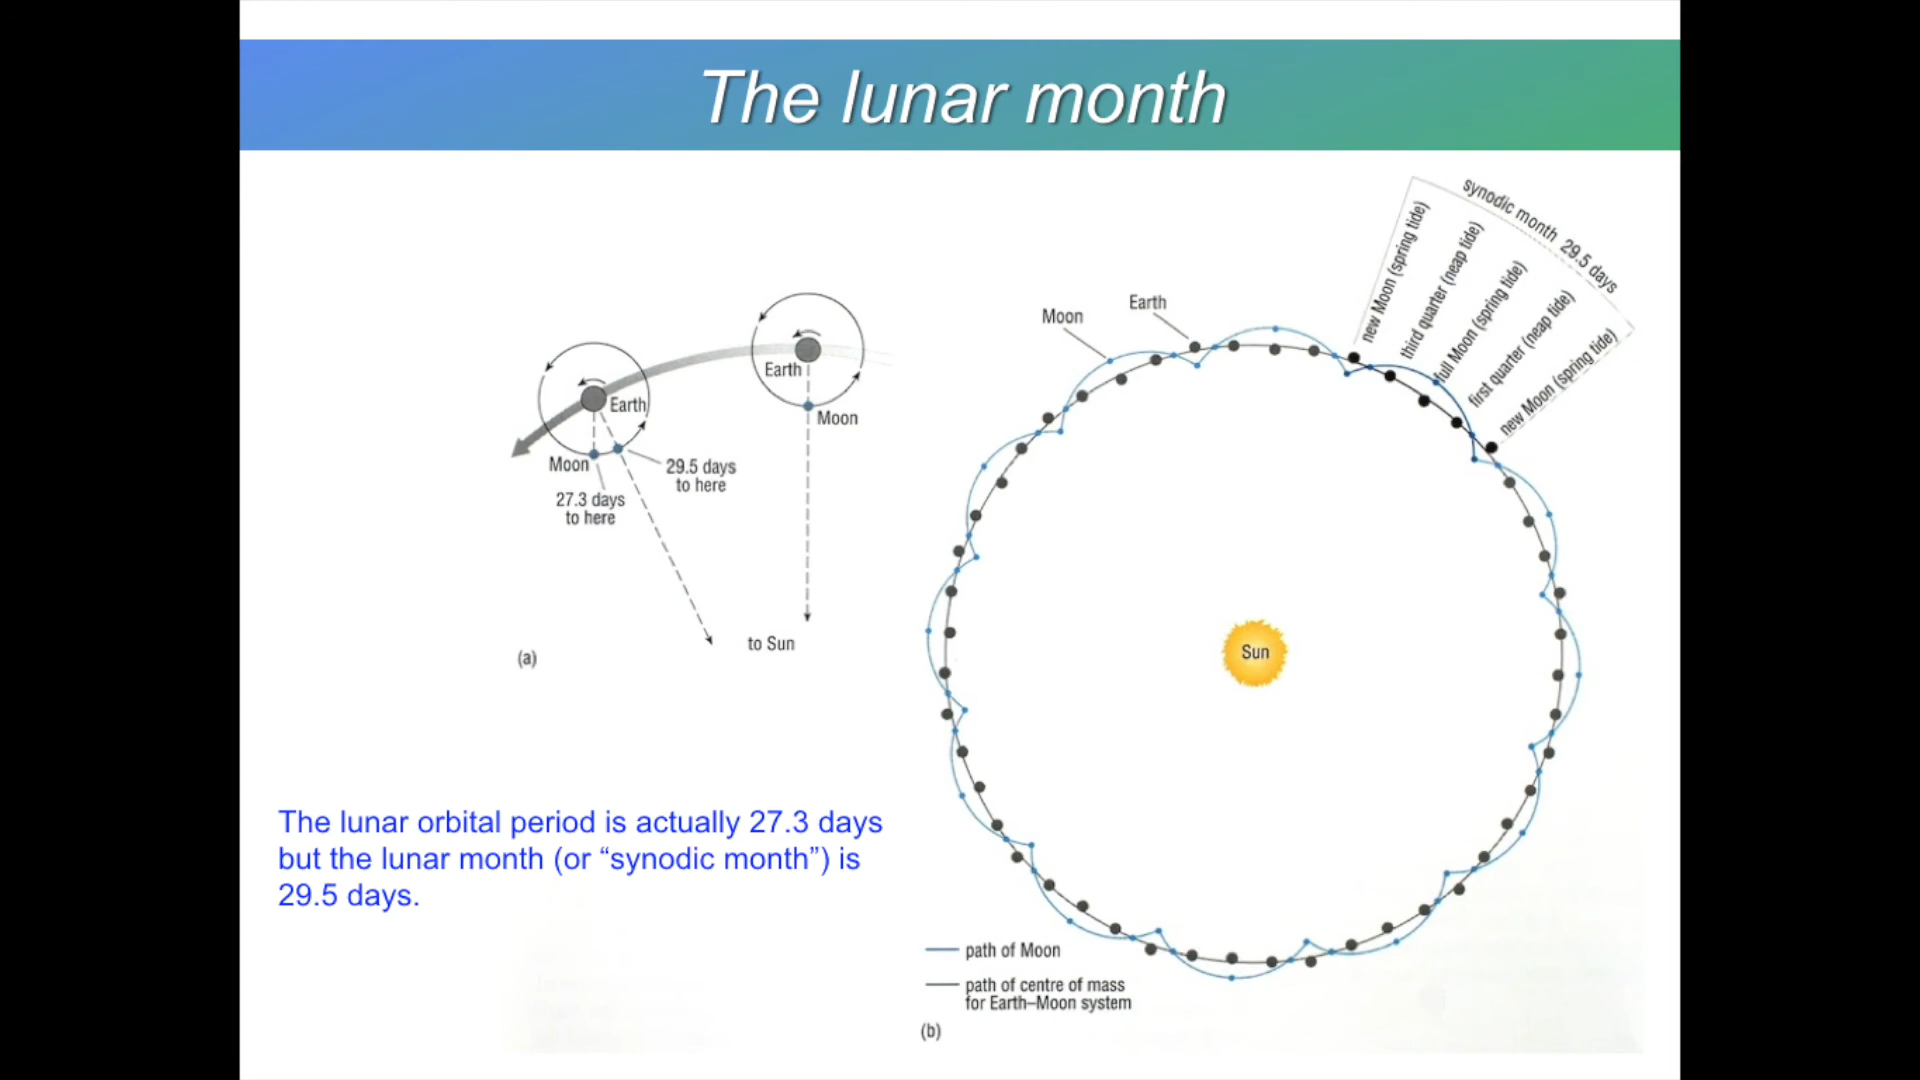 The lunar month
Earth
Moon
29.5 days
to here
Earth
Moon
27.3 days
to here
to Sun
(a)
The lunar orbital period is actually 27.3 days
but the lunar month (or “synodic month”) is
29.5 days.
Moon
Earth
synodic month 29.5 days
new Moon (spring tide)
third quarter (neap tide)
full Moon (spring tide)
first quarter (neap tide)
new Moon (spring tide)
Sun
path of Moon
path of centre of mass
for Earth–Moon system
(b)